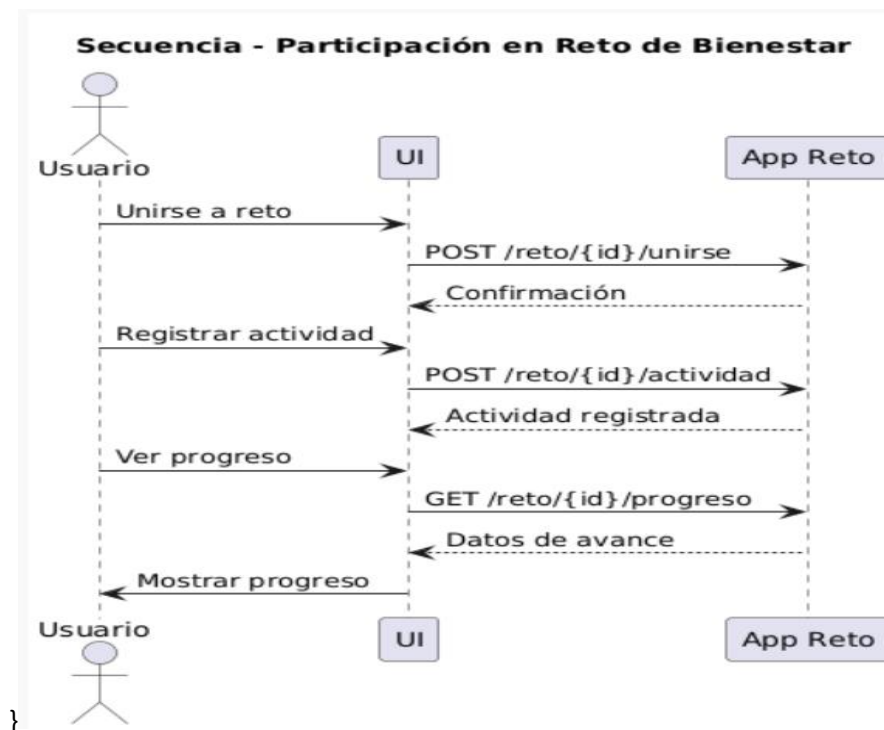 Secuencia - Participación en Reto de Bienestar
Usuario
UI
App Reto
Unirse a reto
POST /reto/{id}/unirse
Confirmación
Registrar actividad
POST /reto/{id}/actividad
Actividad registrada
Ver progreso
GET /reto/{id}/progreso
Datos de avance
Mostrar progreso
Usuario
UI
App Reto
}